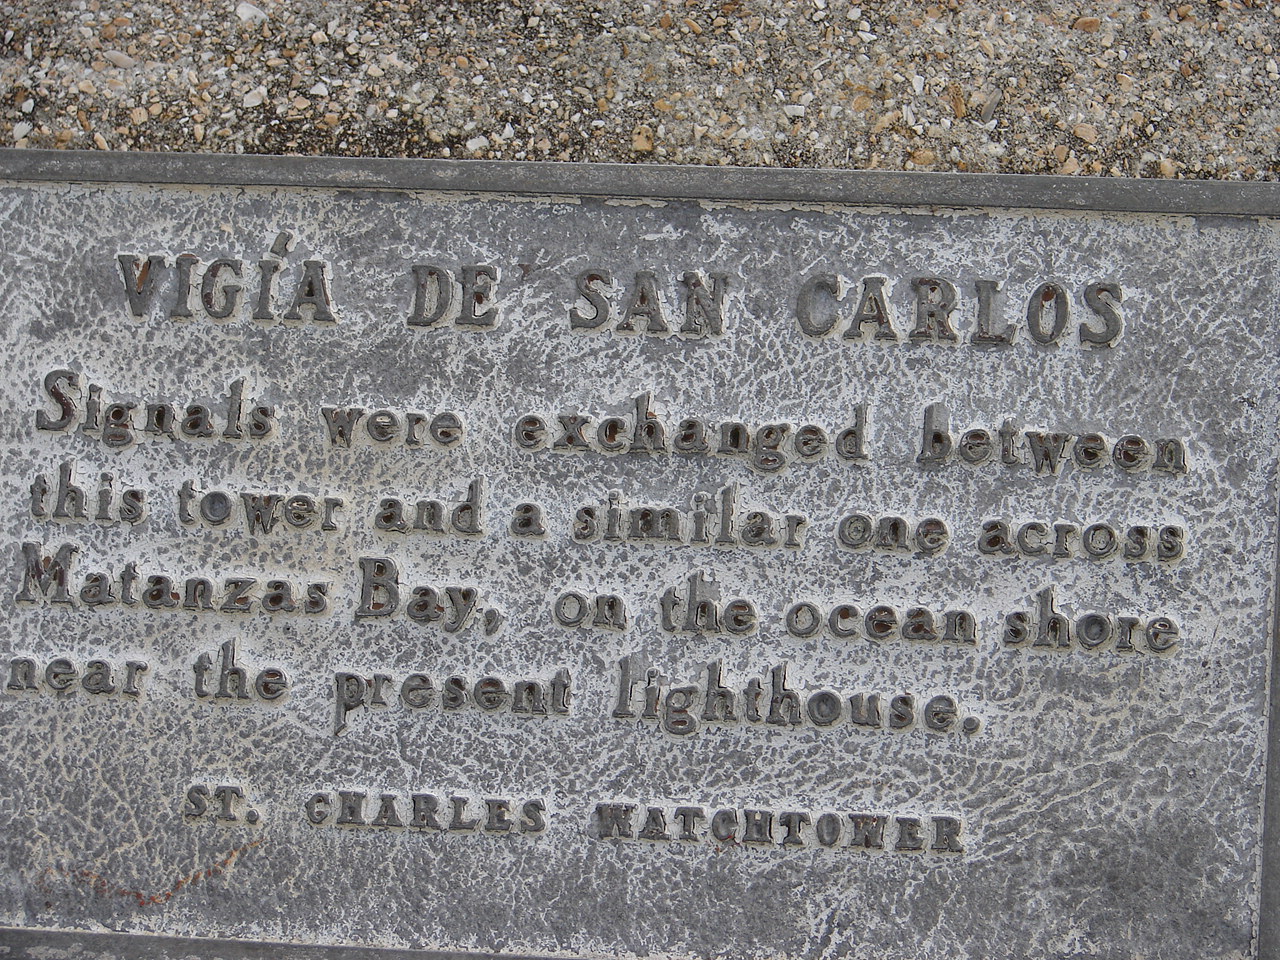 VIGÍA DE SAN CARLOS
Signals were exchanged between
this tower and a similar one across
Matanzas Bay, on the ocean shore
near the present lighthouse.
ST. CHARLES WATCHTOWER